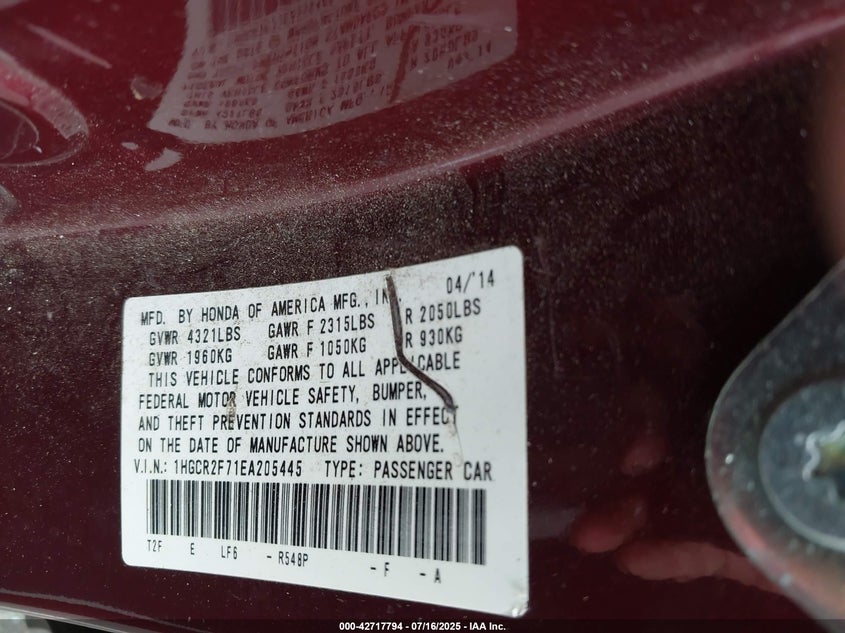 MFD. BY HONDA OF AMERICA MFG., IN 04/'14
GVWR 4321LBS GAWR F 2315LBS R 2050LBS
GVWR 1960KG GAWR F 1050KG R 930KG
THIS VEHICLE CONFORMS TO ALL APPLICABLE
FEDERAL MOTOR VEHICLE SAFETY, BUMPER,
AND THEFT PREVENTION STANDARDS IN EFFECT
ON THE DATE OF MANUFACTURE SHOWN ABOVE.
V.I.N.: 1HGCR2F71EA205445 TYPE: PASSENGER CAR
T2F E LF6 - R548P - F - A
000-42717794 - 07/16/2025 - IAA Inc.